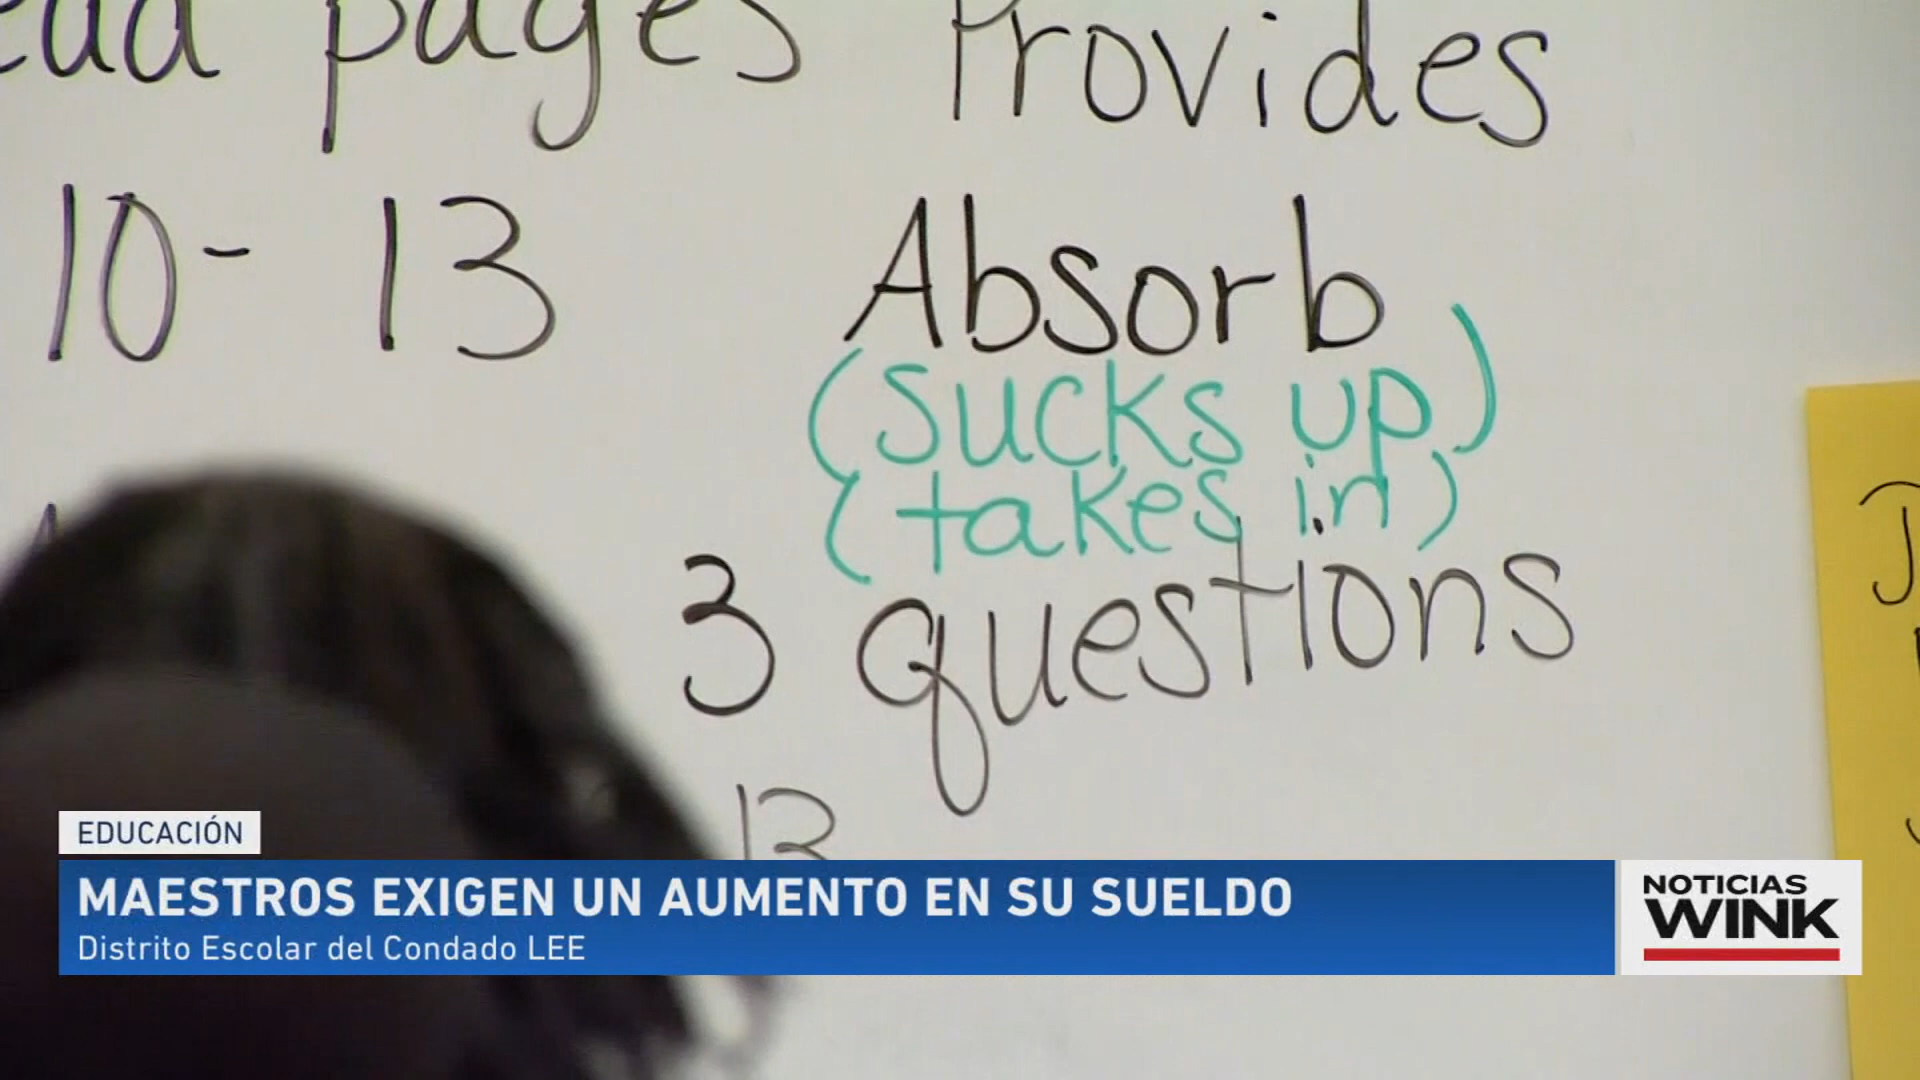 pages Provides
10- 13 Absorb
(sucks up)
(takes in)
3 questions
13
EDUCACIÓN
MAESTROS EXIGEN UN AUMENTO EN SU SUELDO
Distrito Escolar del Condado LEE
NOTICIAS
WINK